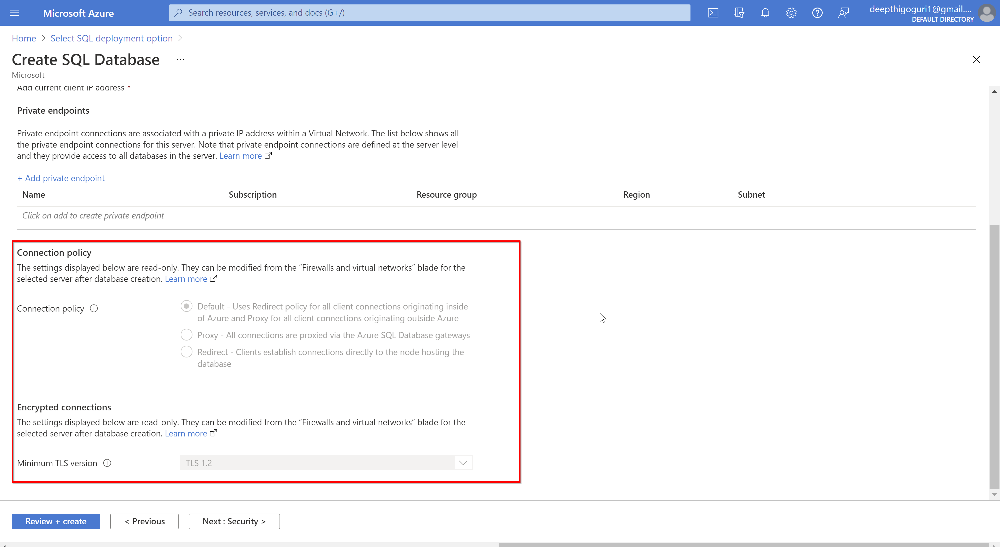 Microsoft Azure
Search resources, services, and docs (G+/)
deepthigoguri1@gmail....
DEFAULT DIRECTORY
Home > Select SQL deployment option >
Create SQL Database ...
Microsoft
Add current client IP address *
Private endpoints
Private endpoint connections are associated with a private IP address within a Virtual Network. The list below shows all
the private endpoint connections for this server. Note that private endpoint connections are defined at the server level
and they provide access to all databases in the server. Learn more
+ Add private endpoint
Name Subscription Resource group Region Subnet
Click on add to create private endpoint
Connection policy
The settings displayed below are read-only. They can be modified from the “Firewalls and virtual networks” blade for the
selected server after database creation. Learn more
Connection policy
Default - Uses Redirect policy for all client connections originating inside
of Azure and Proxy for all client connections originating outside Azure
Proxy - All connections are proxied via the Azure SQL Database gateways
Redirect - Clients establish connections directly to the node hosting the
database
Encrypted connections
The settings displayed below are read-only. They can be modified from the “Firewalls and virtual networks” blade for the
selected server after database creation. Learn more
Minimum TLS version TLS 1.2
Review + create < Previous Next : Security >